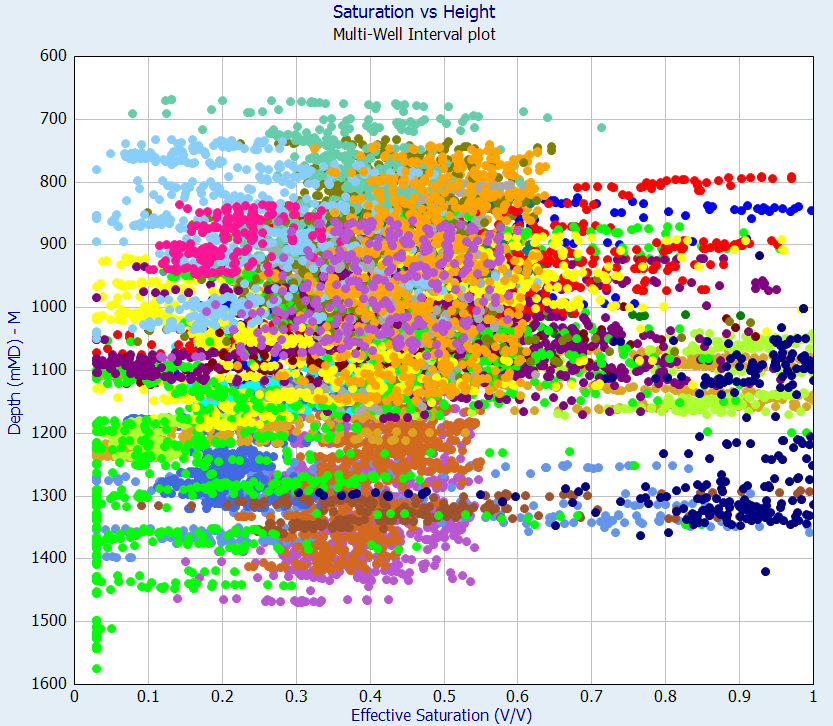 Saturation vs Height
Multi-Well Interval plot
600
700
800
900
1000
1100
1200
1300
1400
1500
1600
Depth (mMD) - M
0 0.1 0.2 0.3 0.4 0.5 0.6 0.7 0.8 0.9 1
Effective Saturation (V/V)